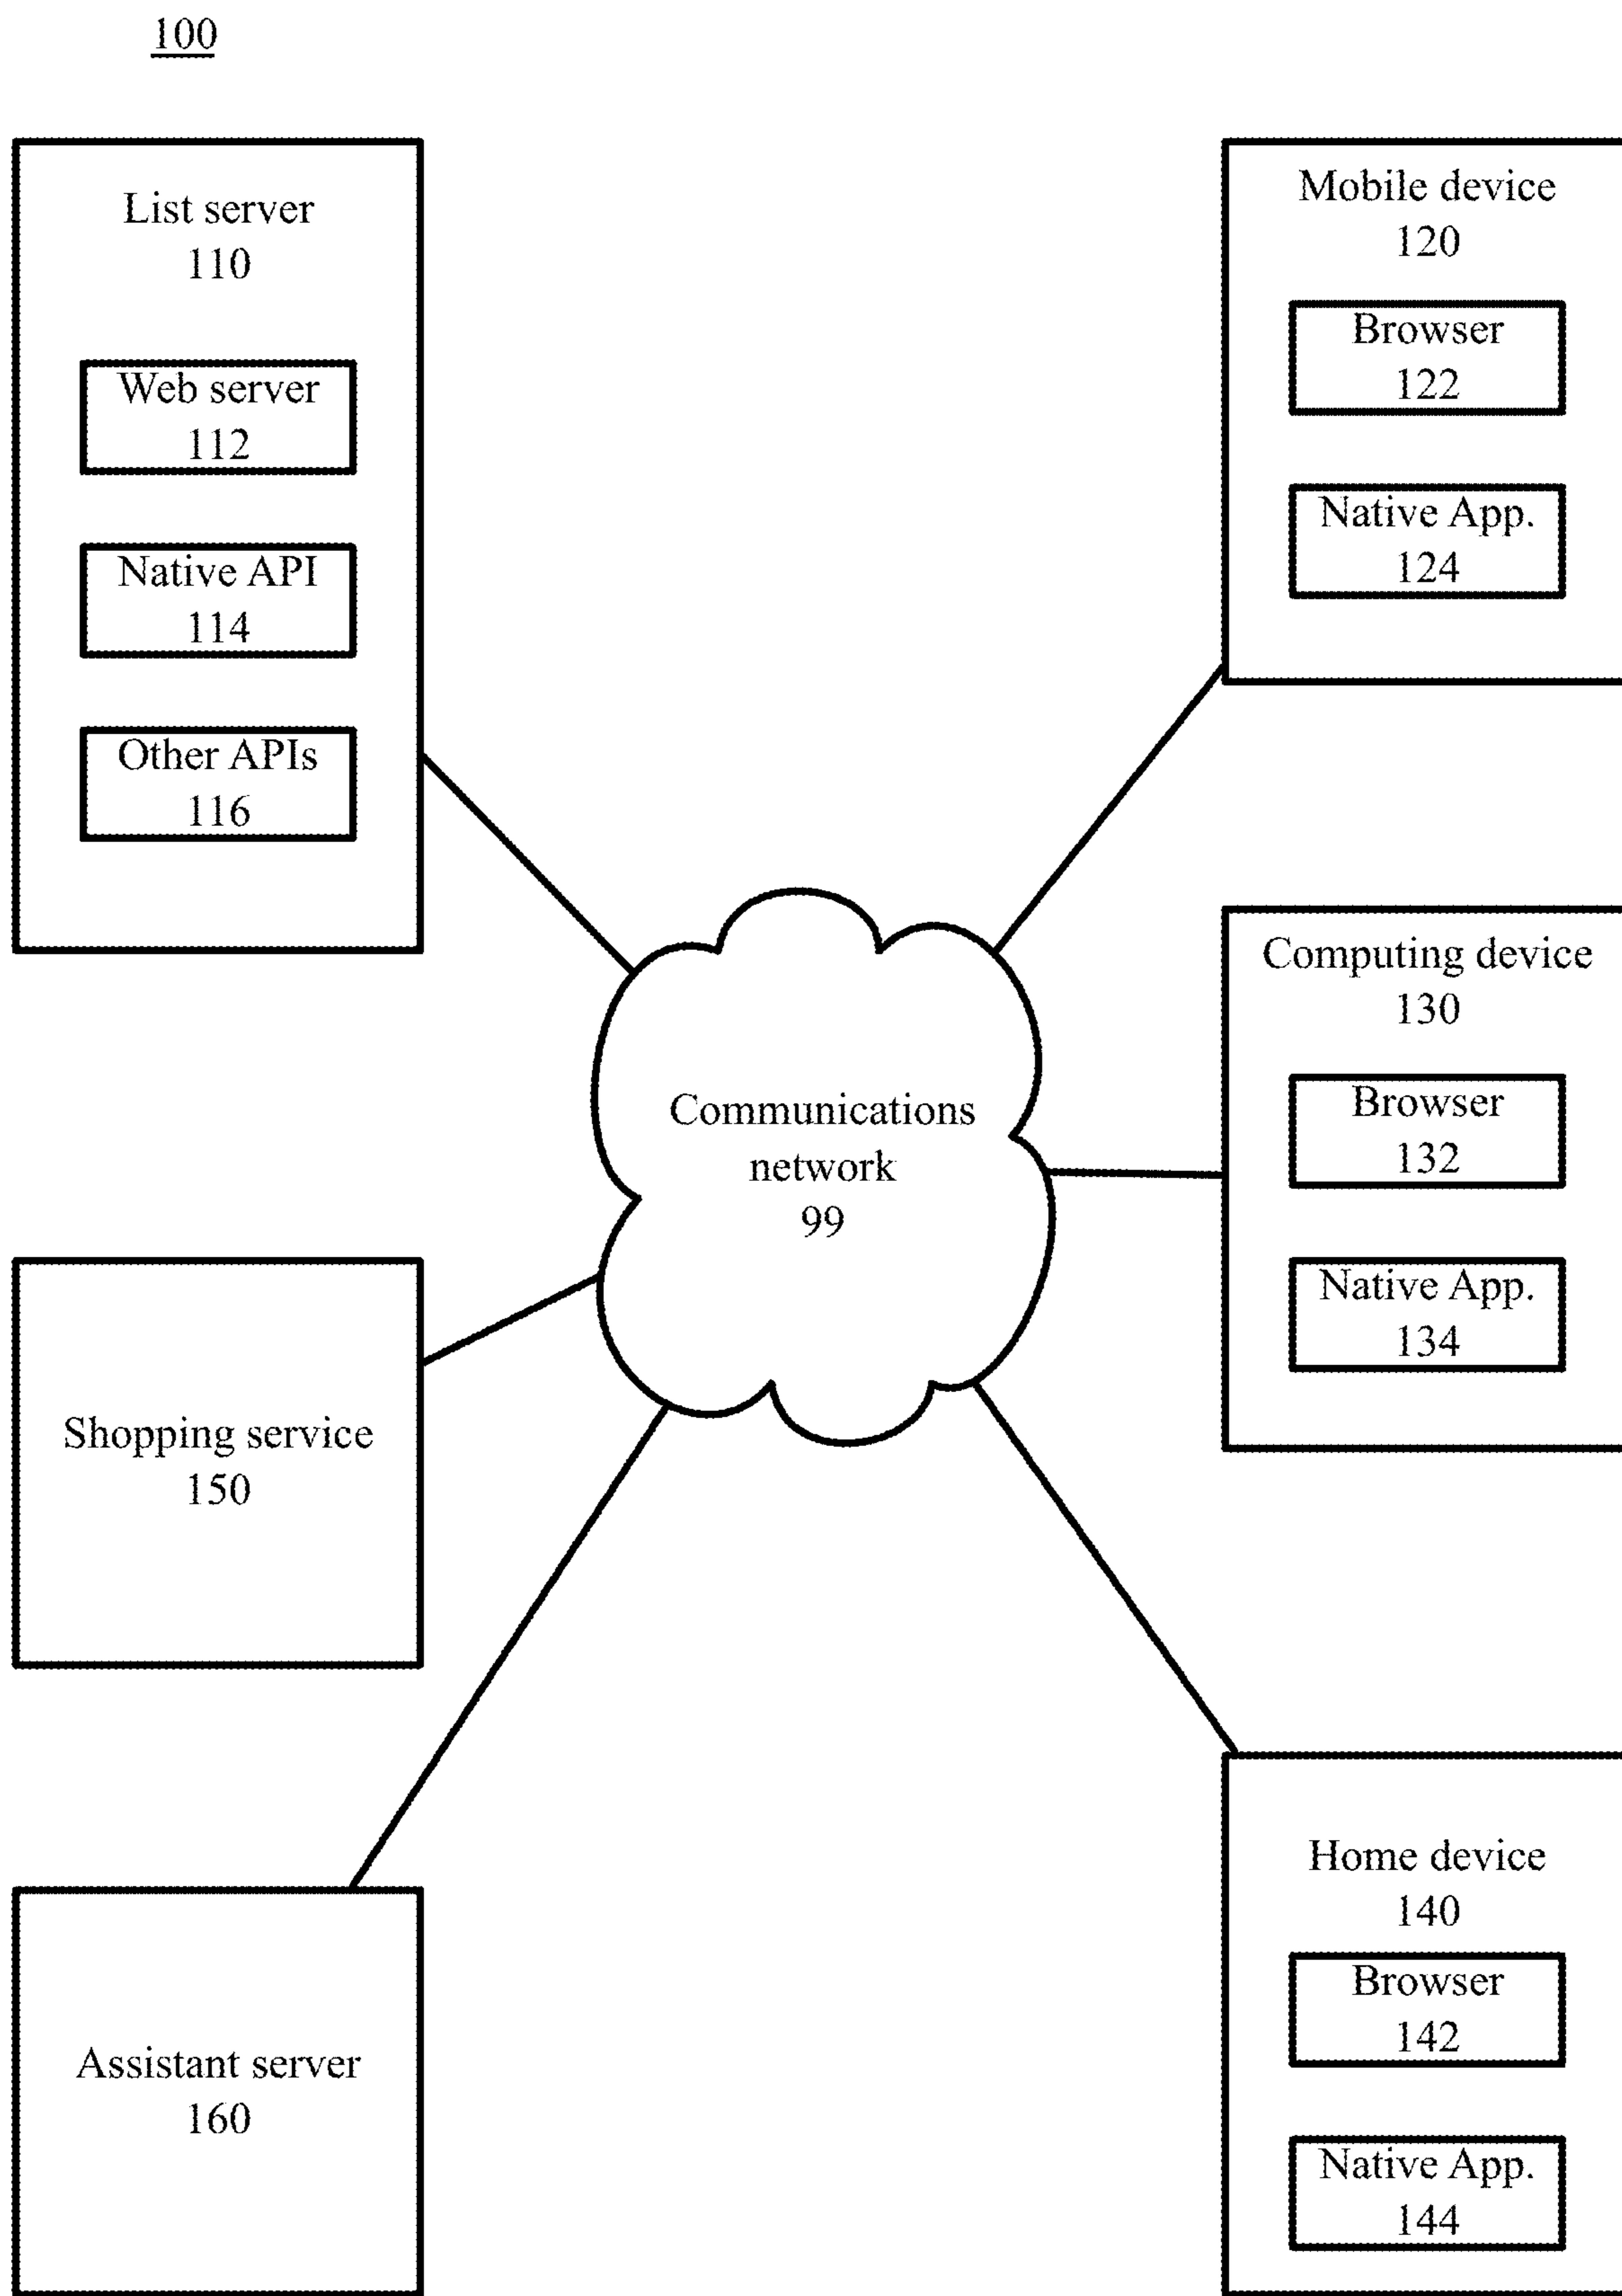 100
List server
110
Web server
112
Native API
114
Other APIs
116
Mobile device
120
Browser
122
Native App.
124
Communications
network
99
Computing device
130
Browser
132
Native App.
134
Shopping service
150
Assistant server
160
Home device
140
Browser
142
Native App.
144